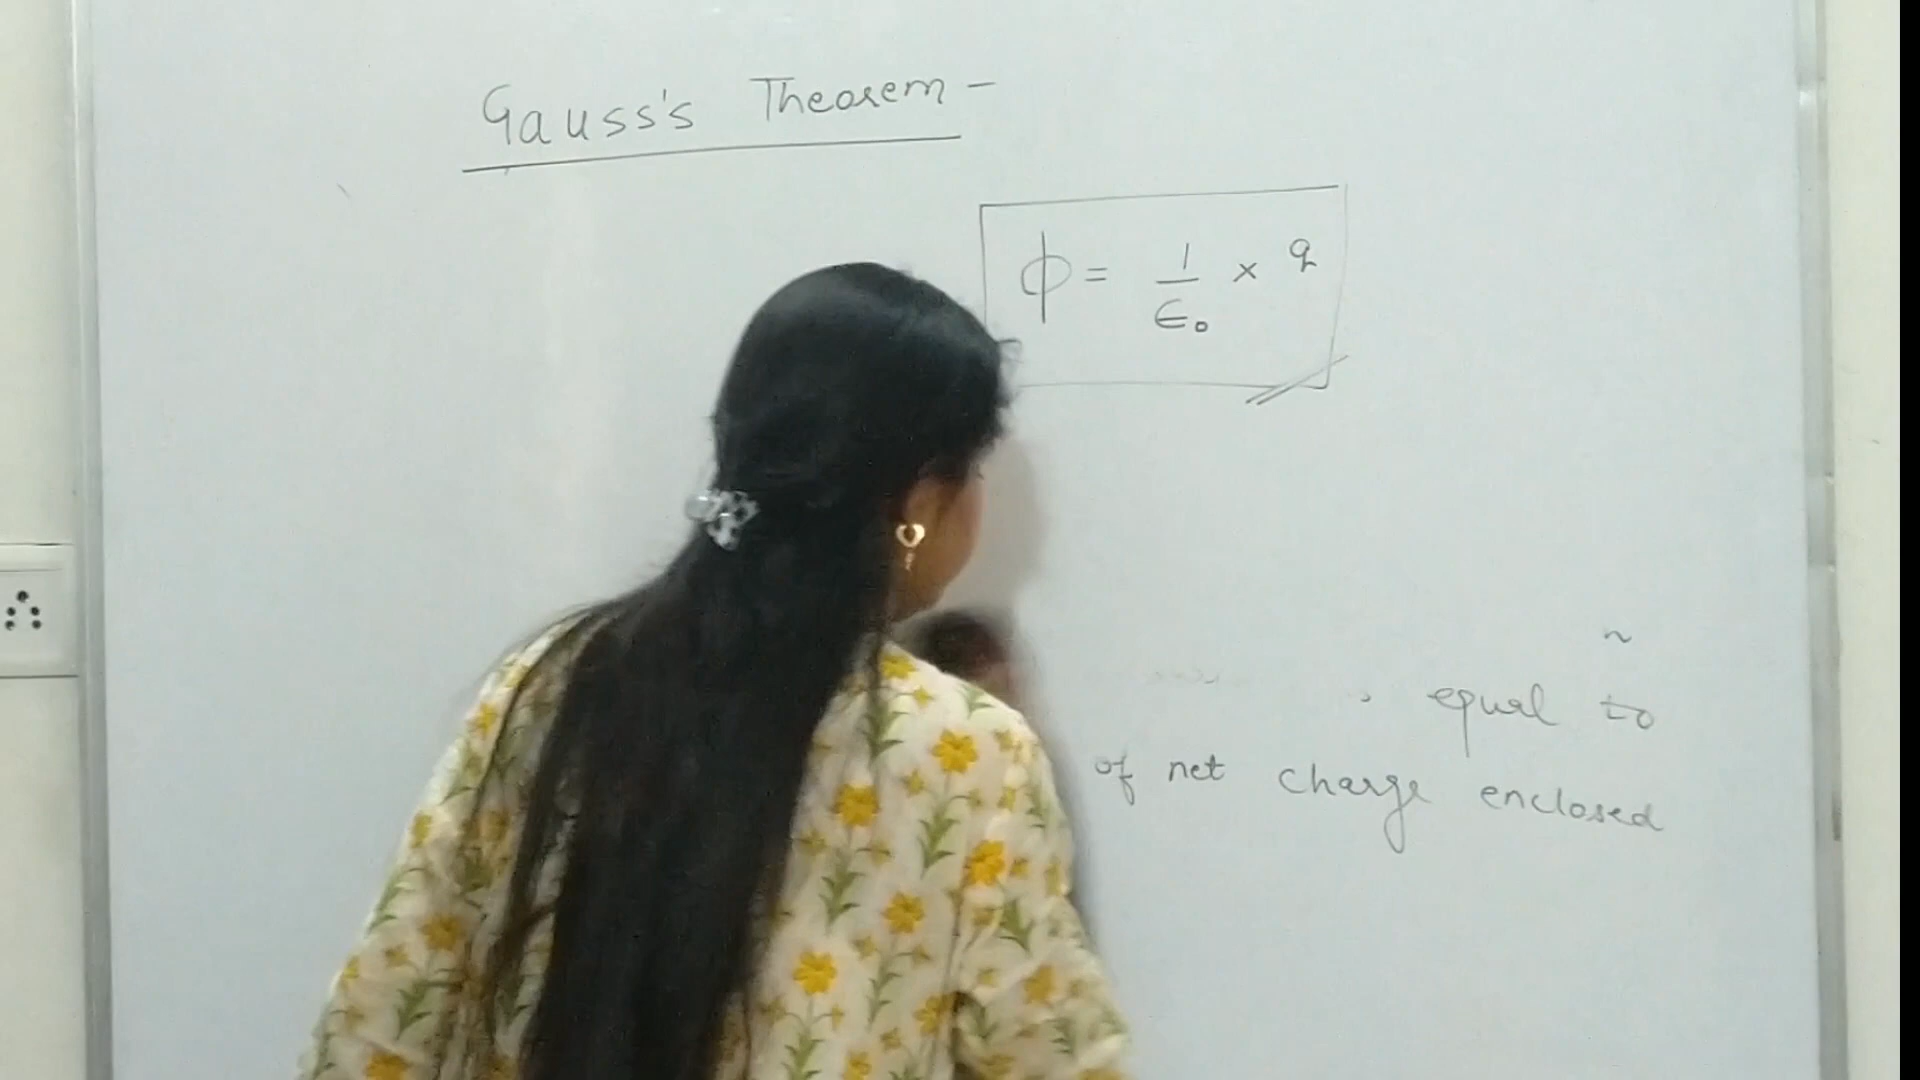 Gauss's Theorem -
ϕ = 1/ϵ₀ × q
equal to
of net charge enclosed